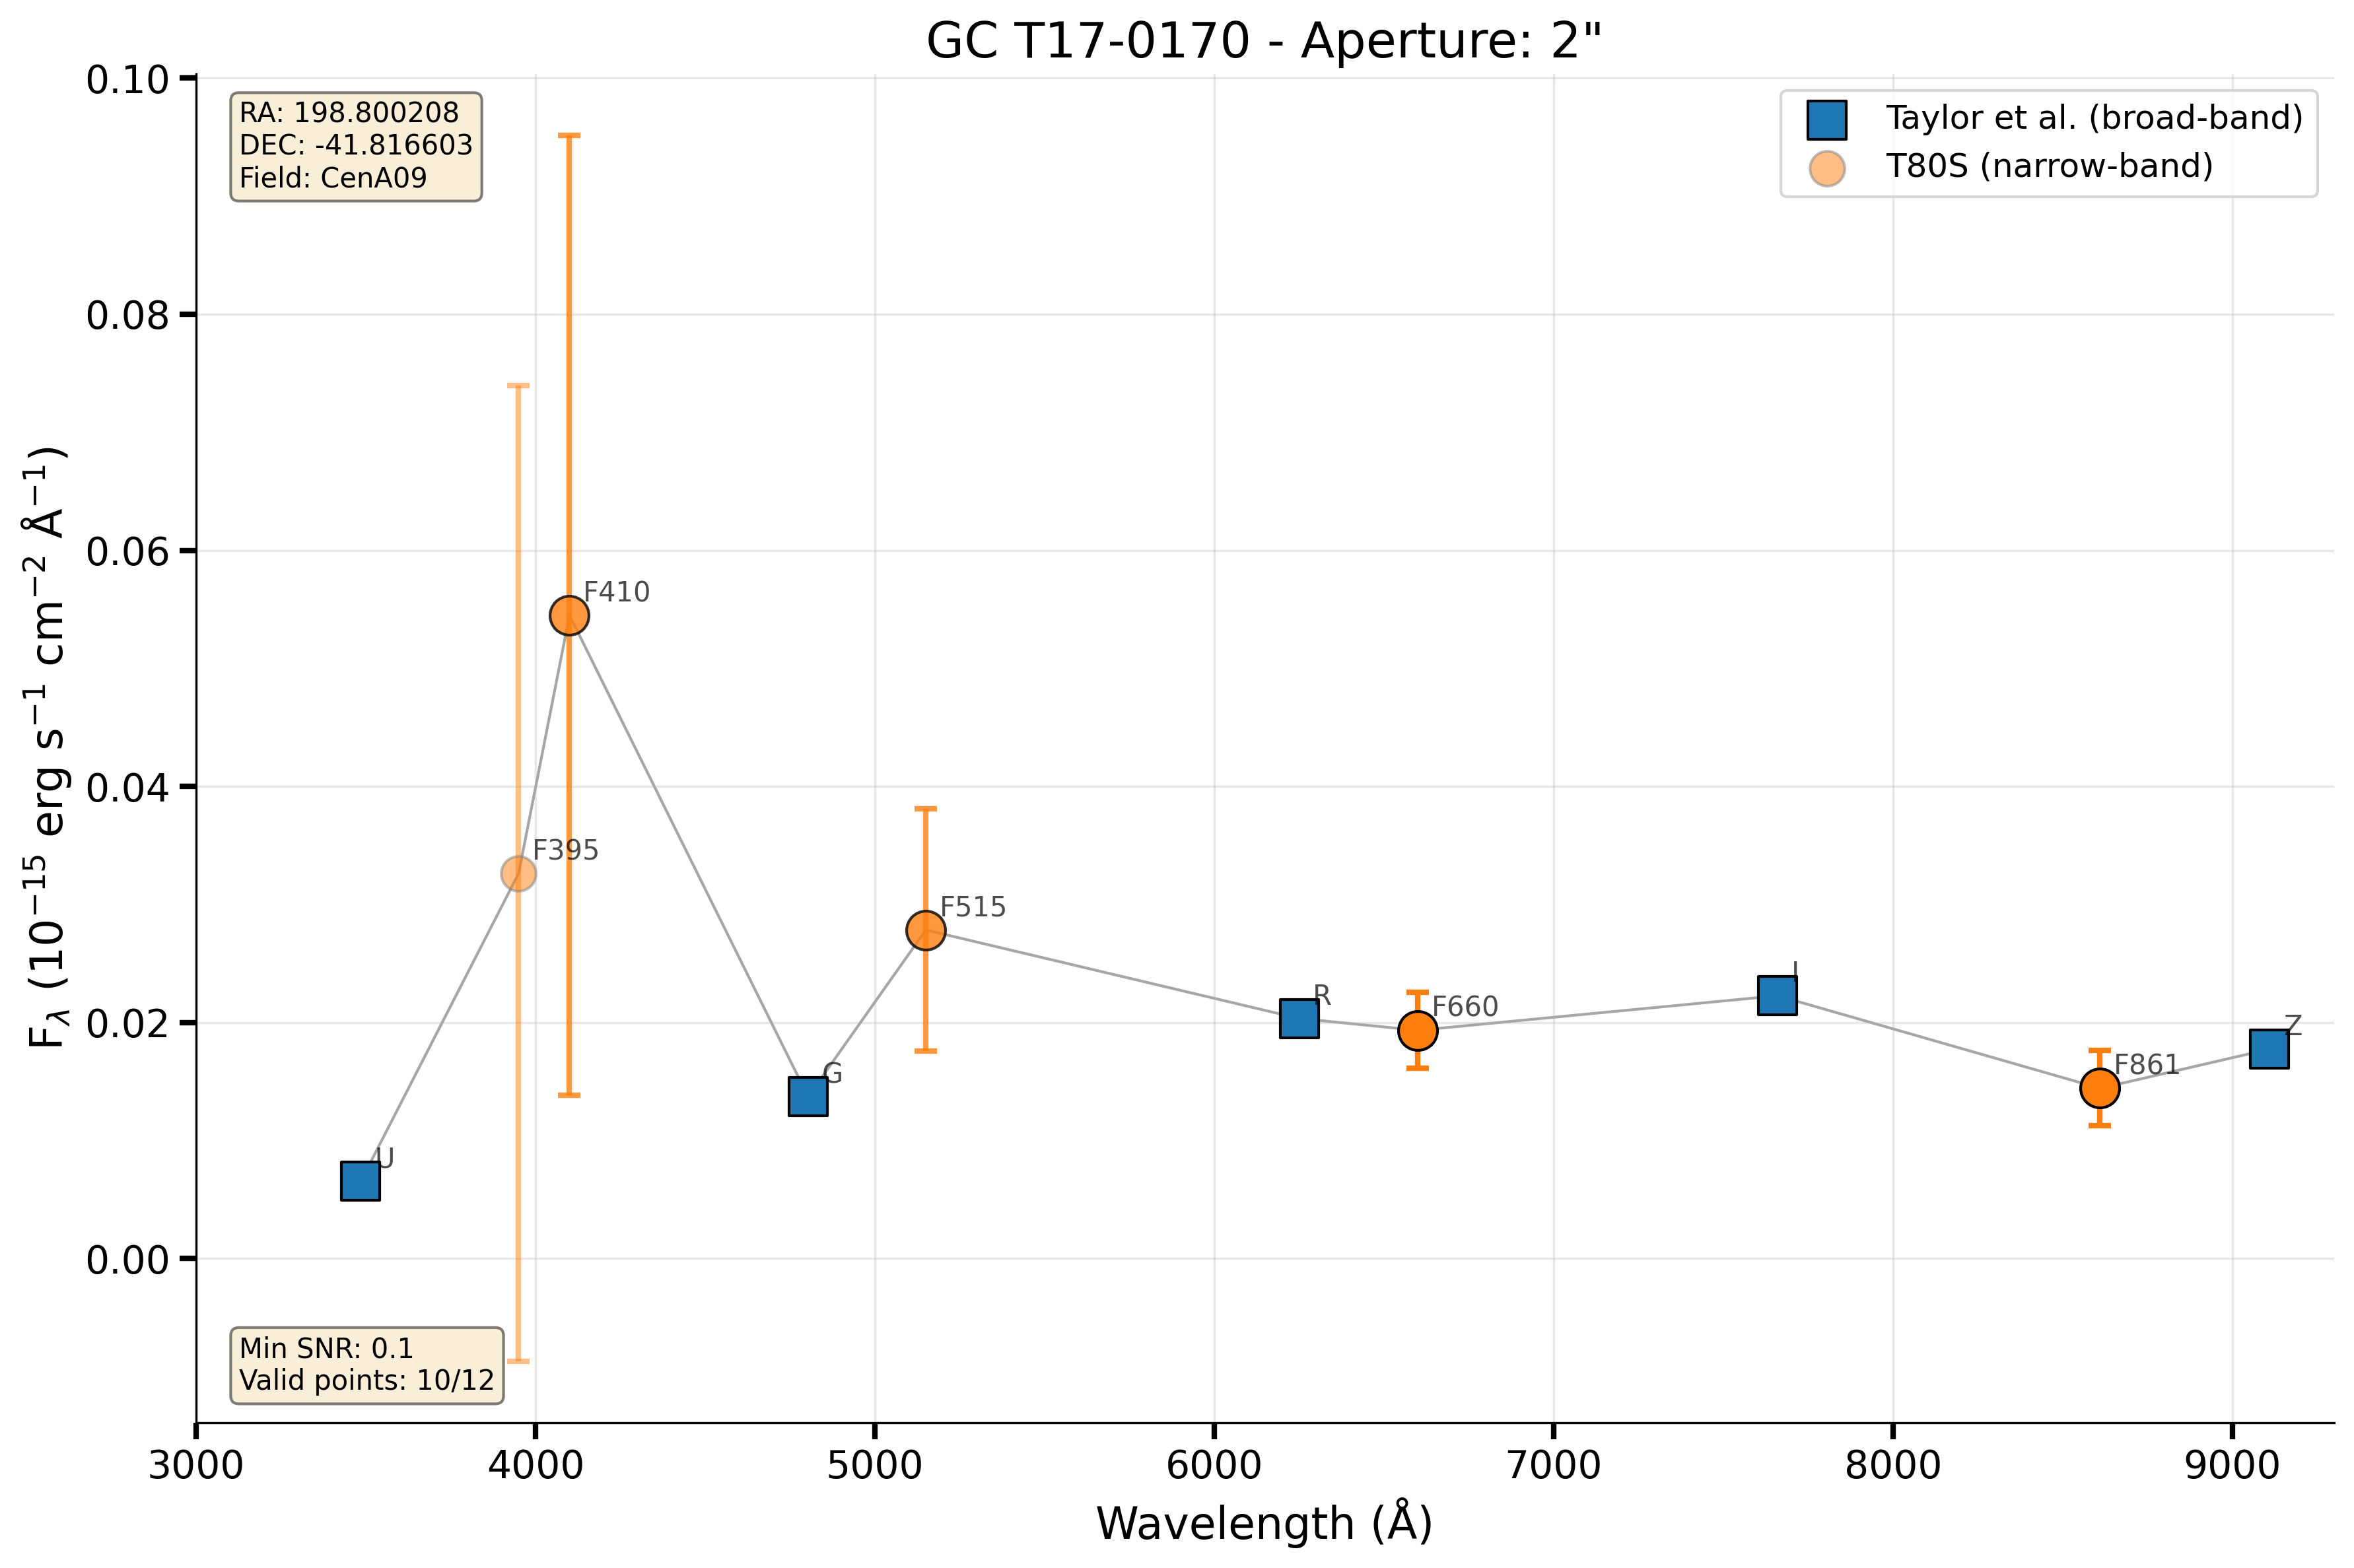 GC T17-0170 - Aperture: 2"
RA: 198.800208
DEC: -41.816603
Field: CenA09
Taylor et al. (broad-band)
T80S (narrow-band)
0.10
0.08
0.06
0.04
0.02
0.00
F$_{\lambda}$ (10$^{-15}$ erg s$^{-1}$ cm$^{-2}$ Å$^{-1}$)
F410
F395
F515
R
F660
I
Z
F861
G
U
Min SNR: 0.1
Valid points: 10/12
3000 4000 5000 6000 7000 8000 9000
Wavelength (Å)